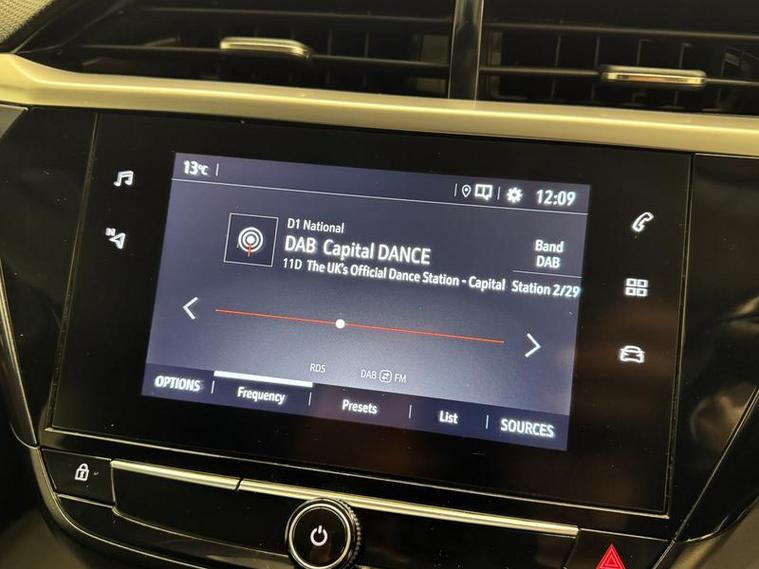 13°C
12:09
D1 National
DAB Capital DANCE
Band
DAB
11D The UK's Official Dance Station - Capital
Station 2/29
RDS
DAB FM
OPTIONS
Frequency
Presets
List
SOURCES
N